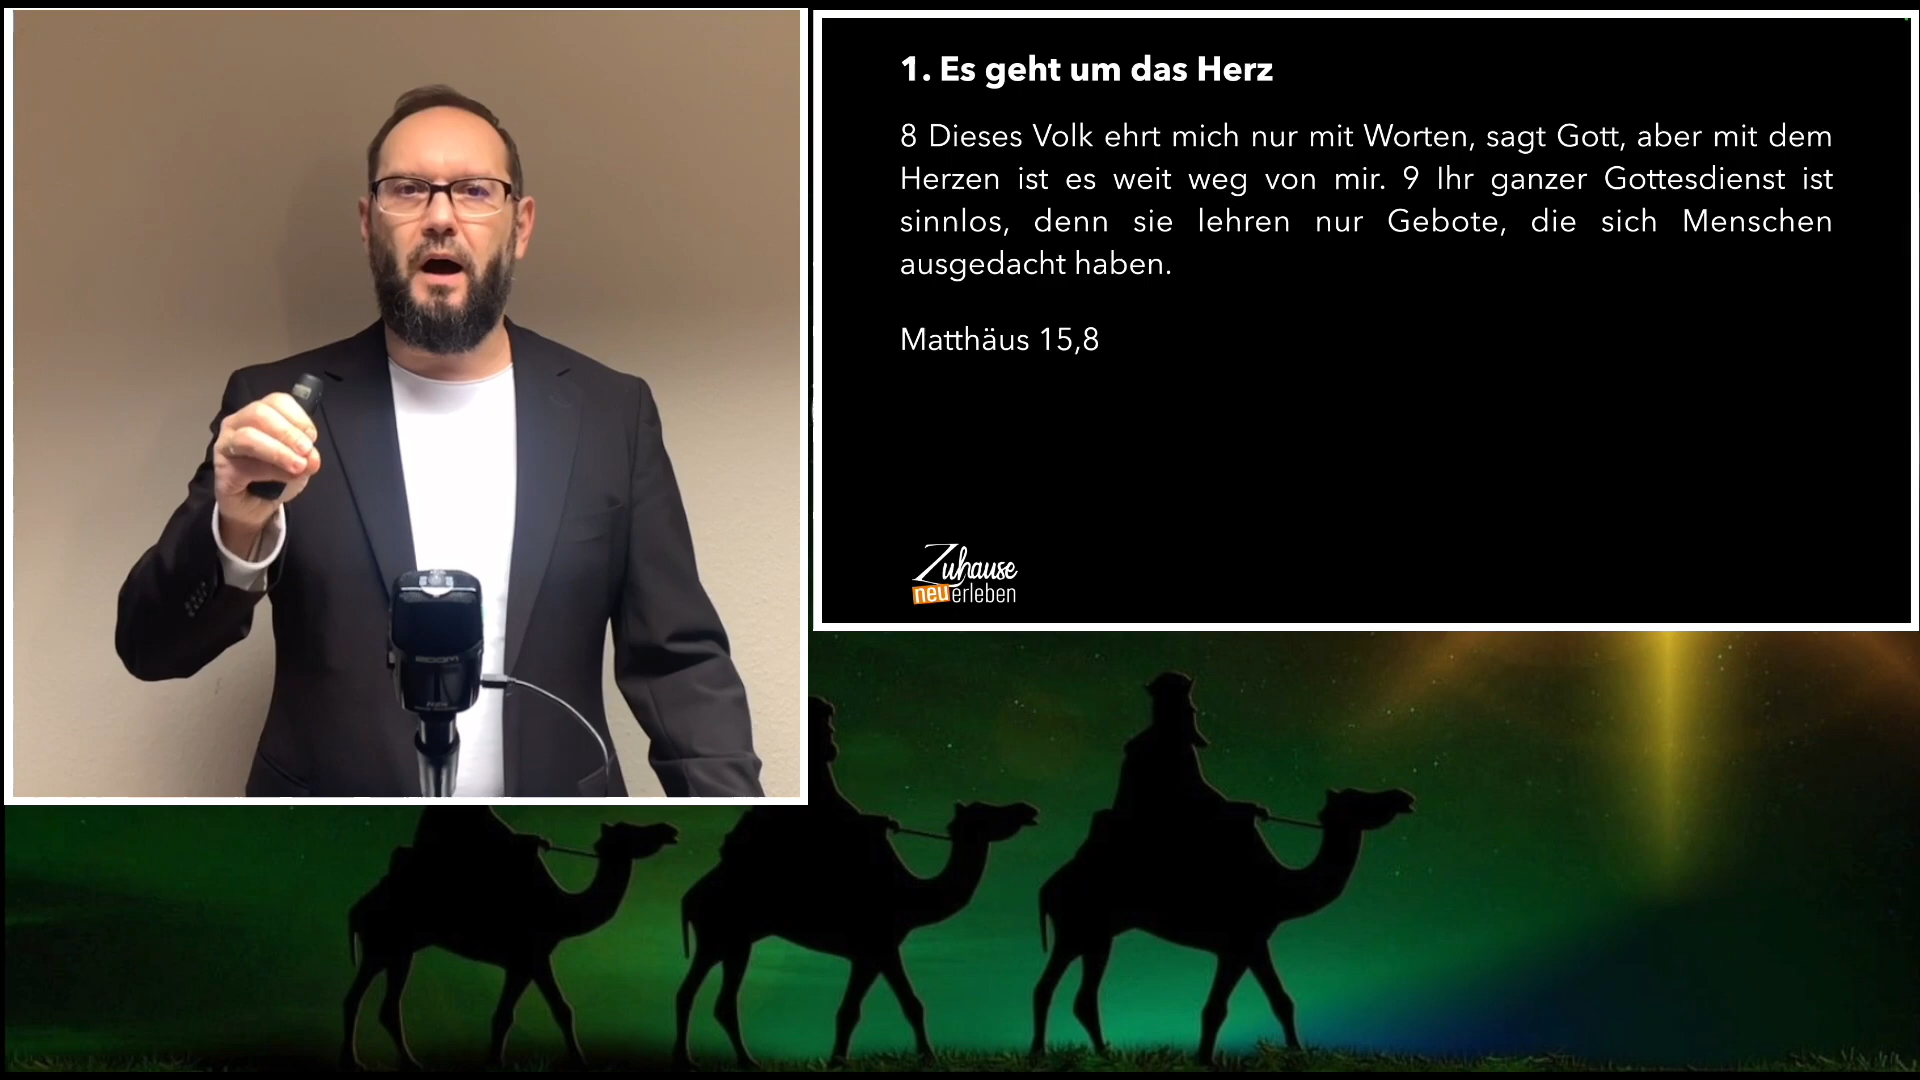 1. Es geht um das Herz
8 Dieses Volk ehrt mich nur mit Worten, sagt Gott, aber mit dem
Herzen ist es weit weg von mir. 9 Ihr ganzer Gottesdienst ist
sinnlos, denn sie lehren nur Gebote, die sich Menschen
ausgedacht haben.
Matthäus 15,8
Zuhause
neu erleben
zoom